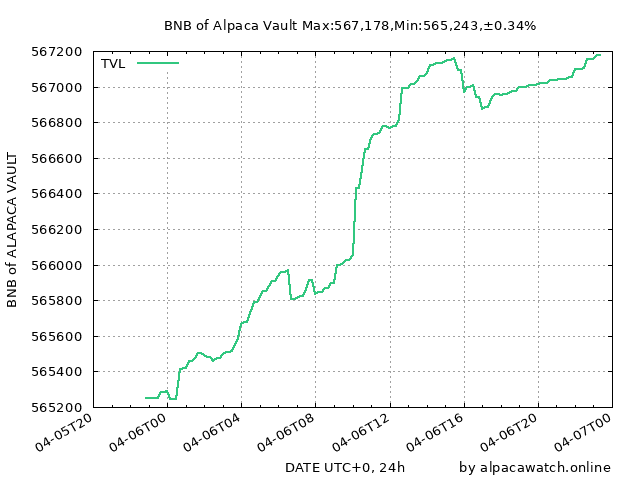 BNB of Alpaca Vault Max:567,178,Min:565,243,±0.34%
TVL
BNB of ALAPACA VAULT
567200
567000
566800
566600
566400
566200
566000
565800
565600
565400
565200
04-05T20
04-06T00
04-06T04
04-06T08
04-06T12
04-06T16
04-06T20
04-07T00
DATE UTC+0, 24h
by alpacawatch.online